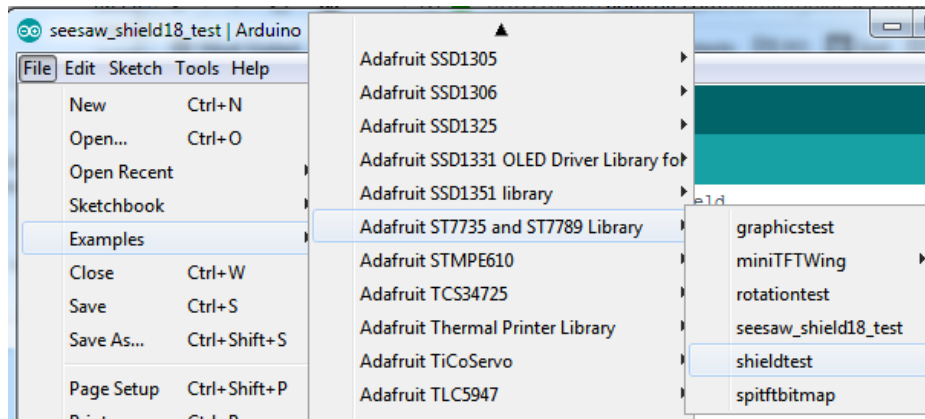 seesaw_shield18_test | Arduino
File Edit Sketch Tools Help
New Ctrl+N
Open... Ctrl+O
Open Recent
Sketchbook
Examples
Close Ctrl+W
Save Ctrl+S
Save As... Ctrl+Shift+S
Page Setup Ctrl+Shift+P
Adafruit SSD1305
Adafruit SSD1306
Adafruit SSD1325
Adafruit SSD1331 OLED Driver Library for
Adafruit SSD1351 library
Adafruit ST7735 and ST7789 Library
Adafruit STMPE610
Adafruit TCS34725
Adafruit Thermal Printer Library
Adafruit TiCoServo
Adafruit TLC5947
graphicstest
miniTFTWing
rotationtest
seesaw_shield18_test
shieldtest
spitftbitmap